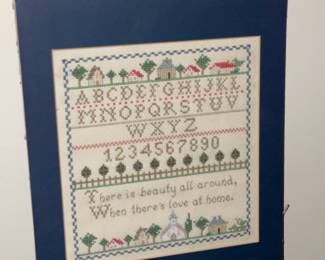 ABCDEFGHIJKL
MNOPQRSTUV
WXYZ
1234567890
There is beauty all around,
When there's love at home.